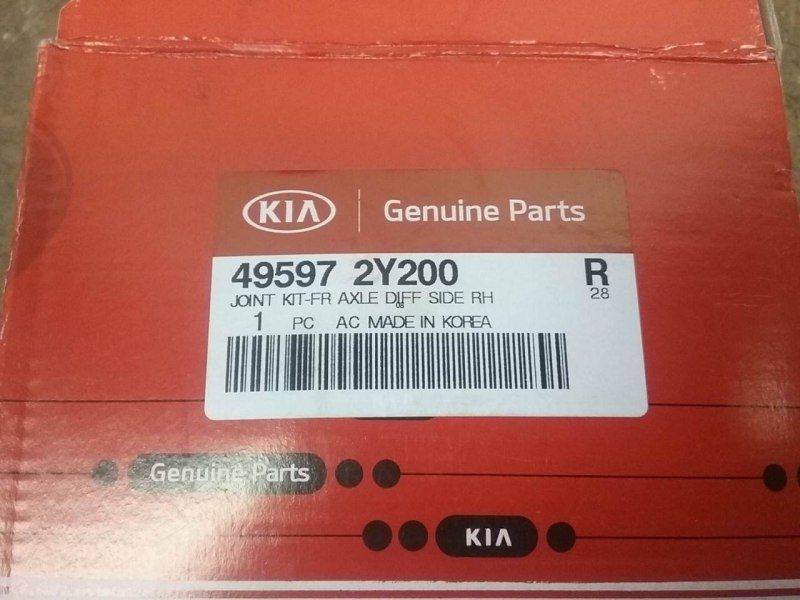 KIA Genuine Parts
49597 2Y200 R
JOINT KIT-FR AXLE DIFF SIDE RH 28
08
1 PC AC MADE IN KOREA
Genuine Parts
KIA